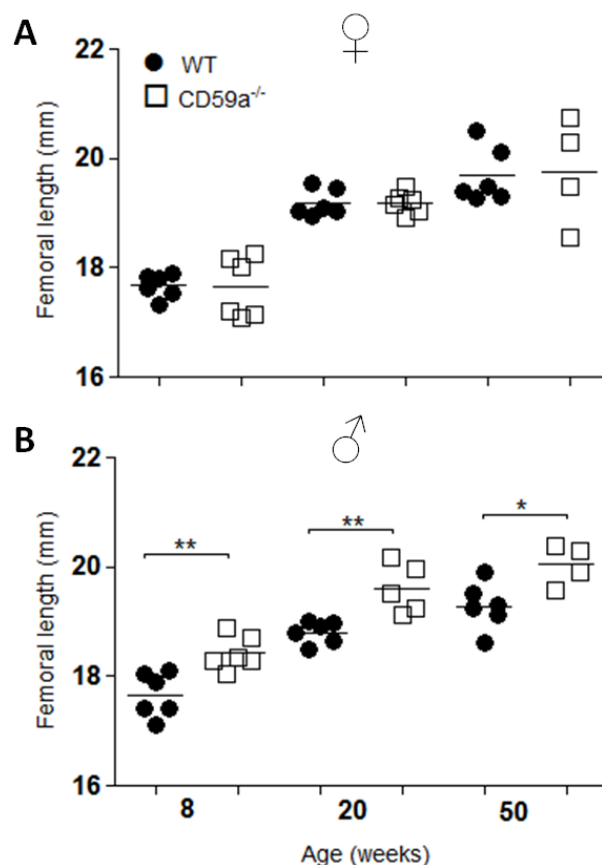 A
♀
22
WT
CD59a-/-
20
18
16
Femoral length (mm)
B
♂
22
**
**
*
20
18
16
Femoral length (mm)
8 20 50
Age (weeks)